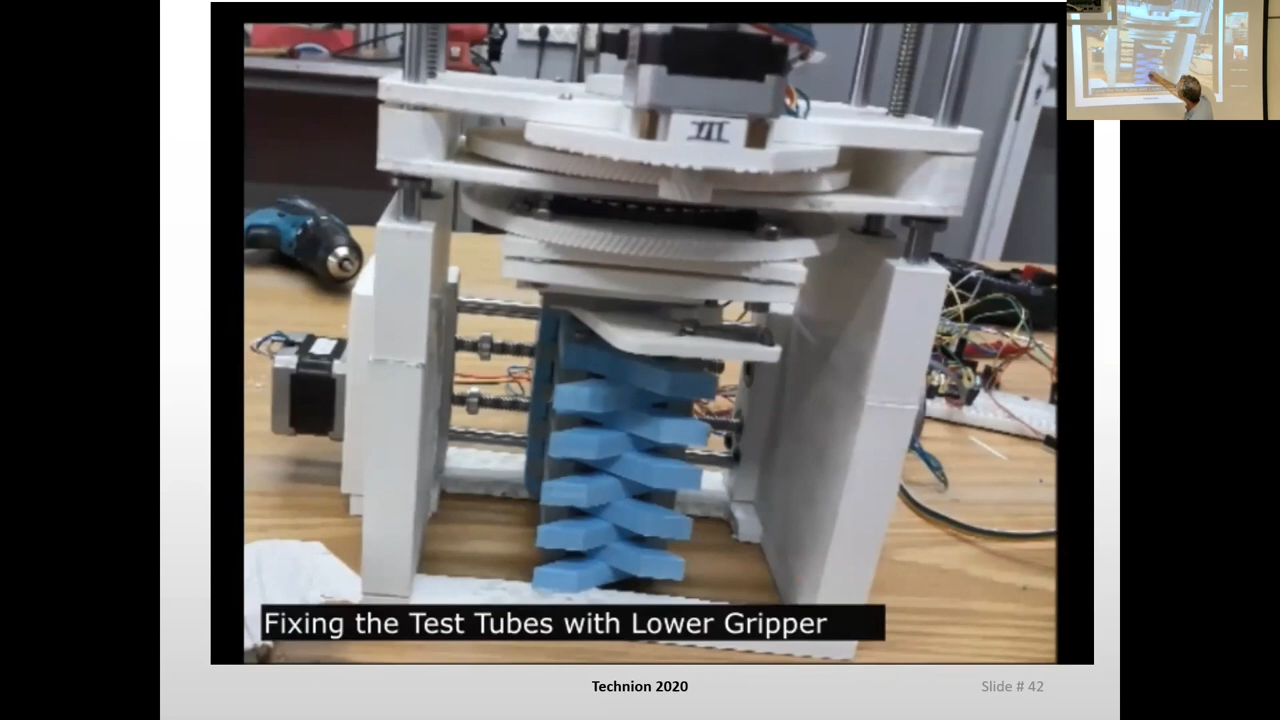 III
Fixing the Test Tubes with Lower Gripper
Technion 2020
Slide # 42